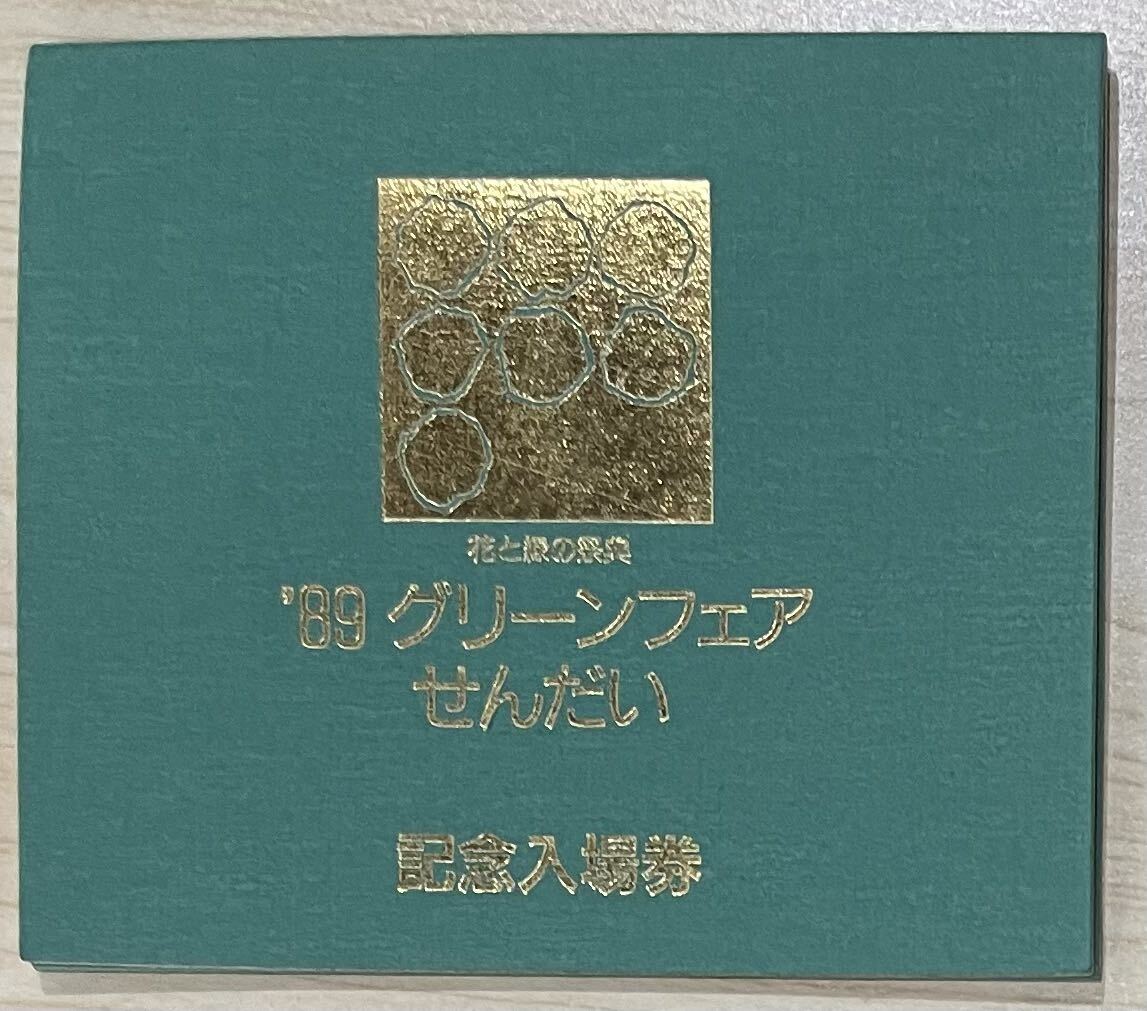 花と緑の祭典
'89 グリーンフェア
せんだい
記念入場券